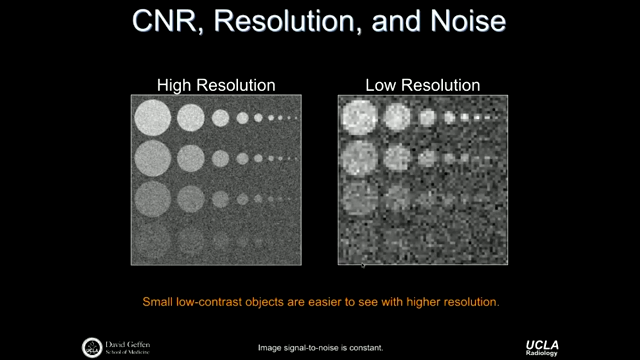 CNR, Resolution, and Noise
High Resolution
Low Resolution
Small low-contrast objects are easier to see with higher resolution.
UCLA
David Geffen
School of Medicine
Image signal-to-noise is constant.
UCLA
Radiology